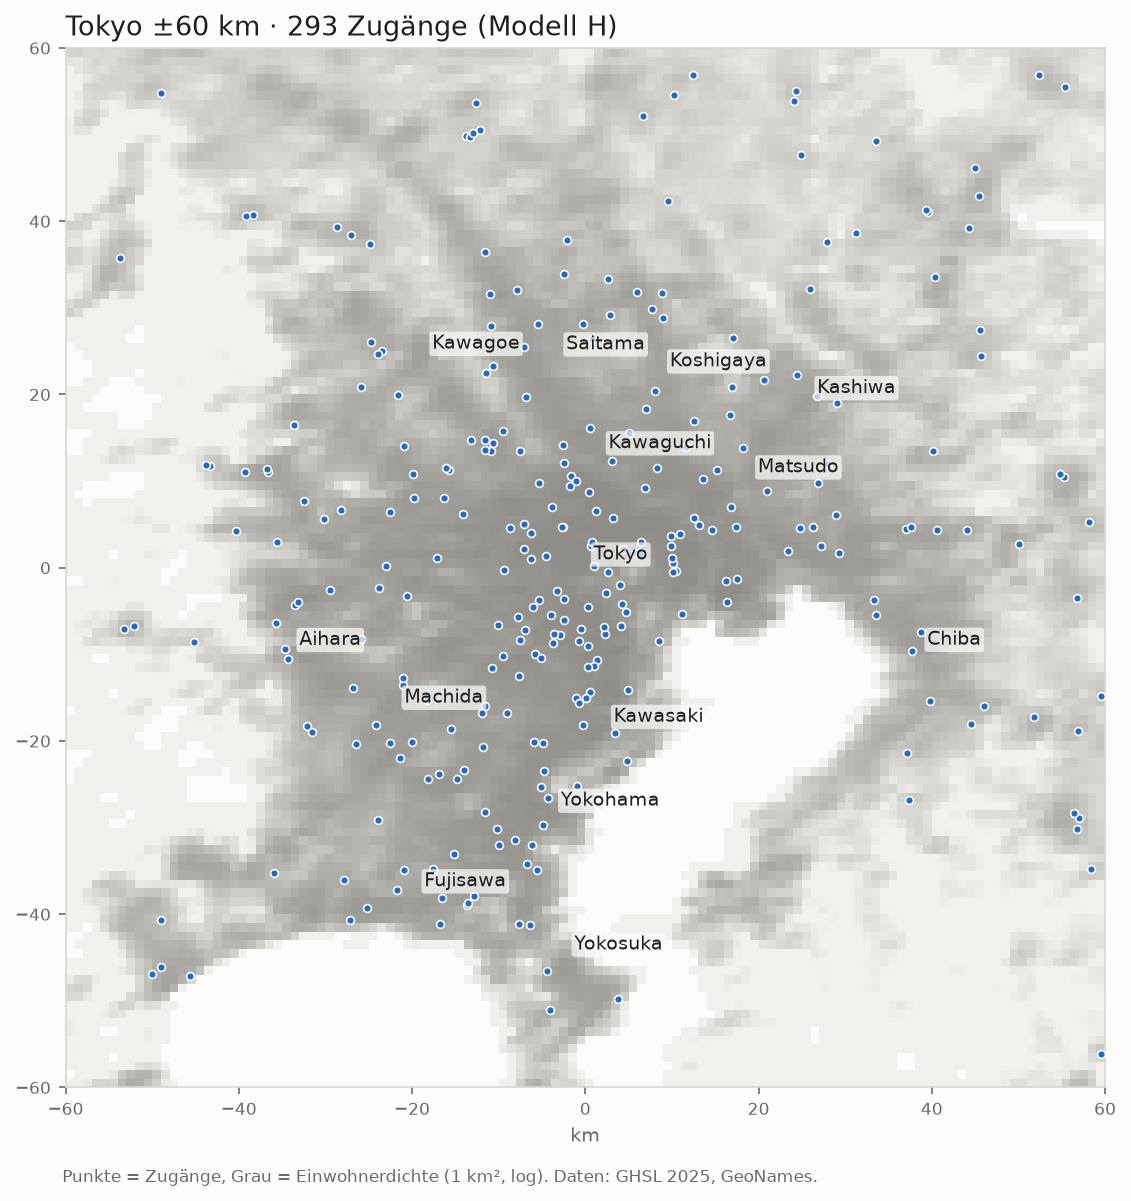 Tokyo ±60 km · 293 Zugänge (Modell H)
60
40
20
0
−20
−40
−60
Kawagoe
Saitama
Koshigaya
Kashiwa
Kawaguchi
Matsudo
Tokyo
Aihara
Chiba
Machida
Kawasaki
Yokohama
Fujisawa
Yokosuka
−60
−40
−20
0
20
40
60
km
Punkte = Zugänge, Grau = Einwohnerdichte (1 km², log). Daten: GHSL 2025, GeoNames.